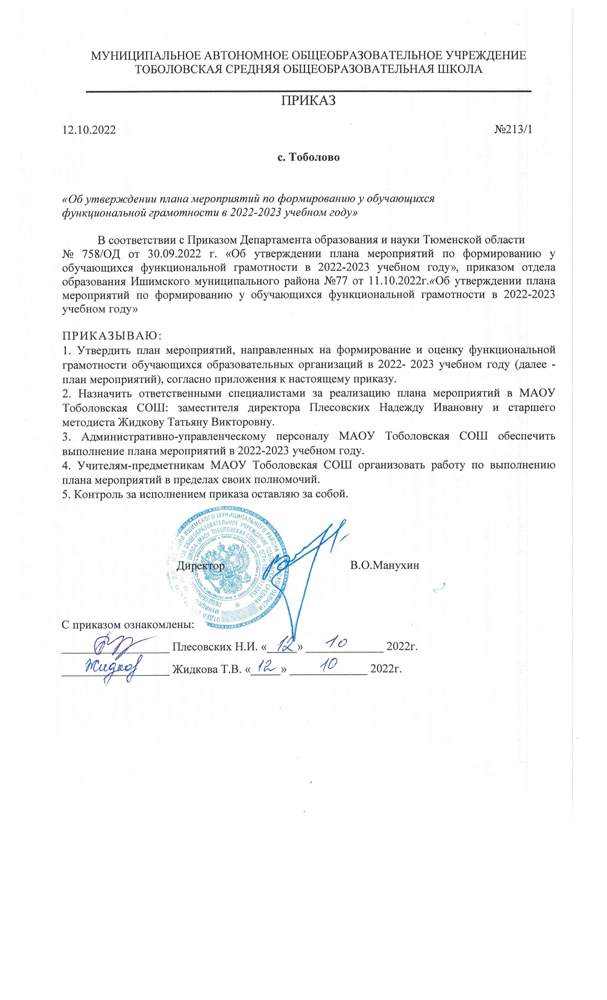 МУНИЦИПАЛЬНОЕ АВТОНОМНОЕ ОБЩЕОБРАЗОВАТЕЛЬНОЕ УЧРЕЖДЕНИЕ
ТОБОЛОВСКАЯ СРЕДНЯЯ ОБЩЕОБРАЗОВАТЕЛЬНАЯ ШКОЛА
ПРИКАЗ
12.10.2022 №213/1
с. Тоболово
«Об утверждении плана мероприятий по формированию у обучающихся
функциональной грамотности в 2022-2023 учебном году»
В соответствии с Приказом Департамента образования и науки Тюменской области
№ 758/ОД от 30.09.2022 г. «Об утверждении плана мероприятий по формированию у
обучающихся функциональной грамотности в 2022-2023 учебном году», приказом отдела
образования Ишимского муниципального района №77 от 11.10.2022г.«Об утверждении плана
мероприятий по формированию у обучающихся функциональной грамотности в 2022-2023
учебном году»
ПРИКАЗЫВАЮ:
1. Утвердить план мероприятий, направленных на формирование и оценку функциональной
грамотности обучающихся образовательных организаций в 2022- 2023 учебном году (далее -
план мероприятий), согласно приложения к настоящему приказу.
2. Назначить ответственными специалистами за реализацию плана мероприятий в МАОУ
Тоболовская СОШ: заместителя директора Плесовских Надежду Ивановну и старшего
методиста Жидкову Татьяну Викторовну.
3. Административно-управленческому персоналу МАОУ Тоболовская СОШ обеспечить
выполнение плана мероприятий в 2022-2023 учебном году.
4. Учителям-предметникам МАОУ Тоболовская СОШ организовать работу по выполнению
плана мероприятий в пределах своих полномочий.
5. Контроль за исполнением приказа оставляю за собой.
ИШИМСКОГО МУНИЦИПАЛЬНОГО РАЙОНА
ОБЩЕОБРАЗОВАТЕЛЬНОЕ УЧРЕЖДЕНИЕ
ШКОЛА (МАОУ ТОБОЛОВСКАЯ СОШ)
ИНН 7217007082 * ОКПО 40784691
Директор В.О.Манухин
С приказом ознакомлены:
Плесовских Н.И. «12» 10 2022г.
Жидков Жидкова Т.В. «12» 10 2022г.